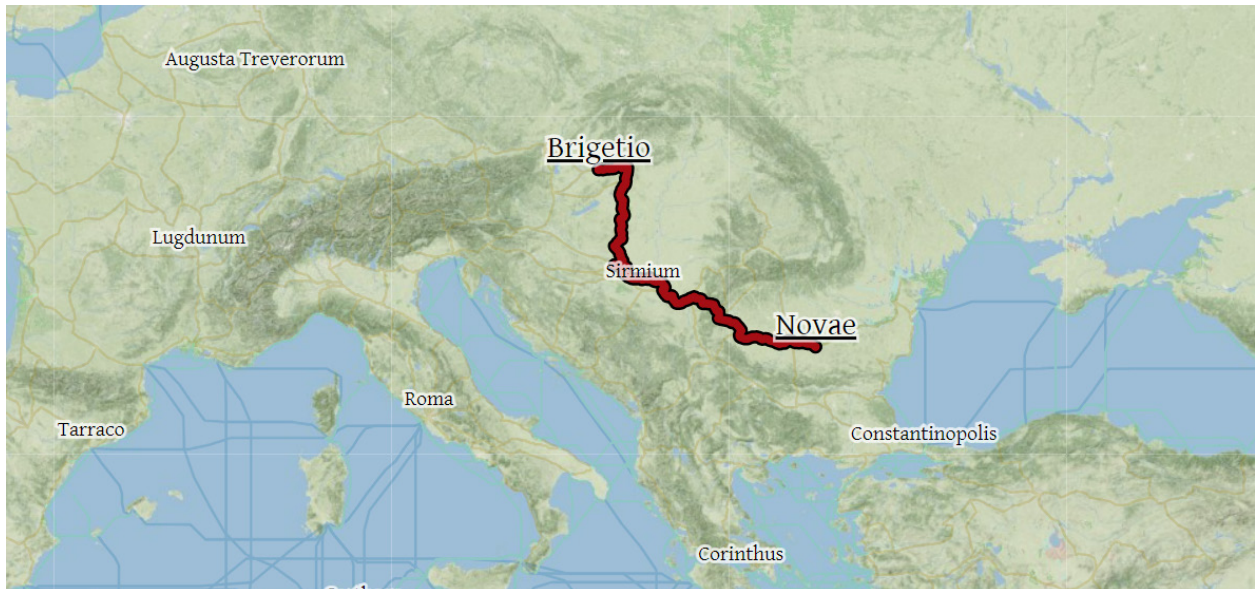 Augusta Treverorum
Brigetio
Lugdunum
Sirmium
Novae
Roma
Tarraco
Constantinopolis
Corinthus